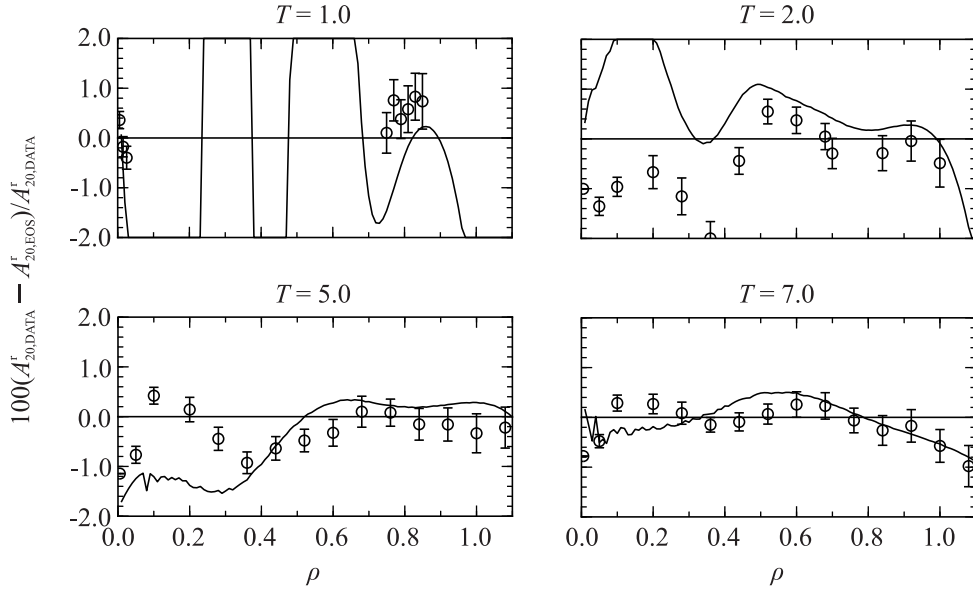 T = 1.0
T = 2.0
2.0
1.0
0.0
-1.0
-2.0
100(A^r_20,DATA − A^r_20,EOS)/A^r_20,DATA
T = 5.0
T = 7.0
2.0
1.0
0.0
-1.0
-2.0
0.0 0.2 0.4 0.6 0.8 1.0
0.0 0.2 0.4 0.6 0.8 1.0
ρ
ρ